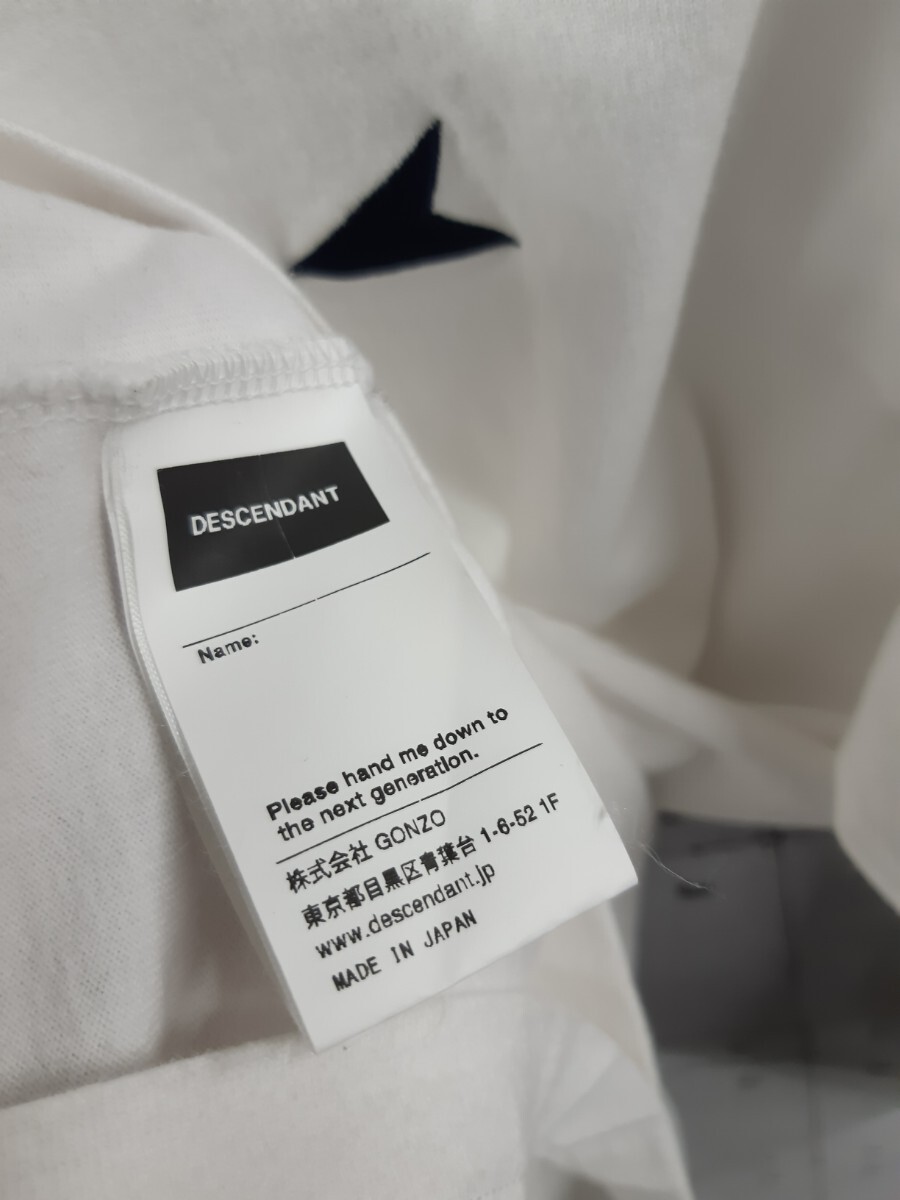 DESCENDANT
Name:
Please hand me down to
the next generation.
株式会社 GONZO
東京都目黒区青葉台 1-6-52 1F
www.descendant.jp
MADE IN JAPAN